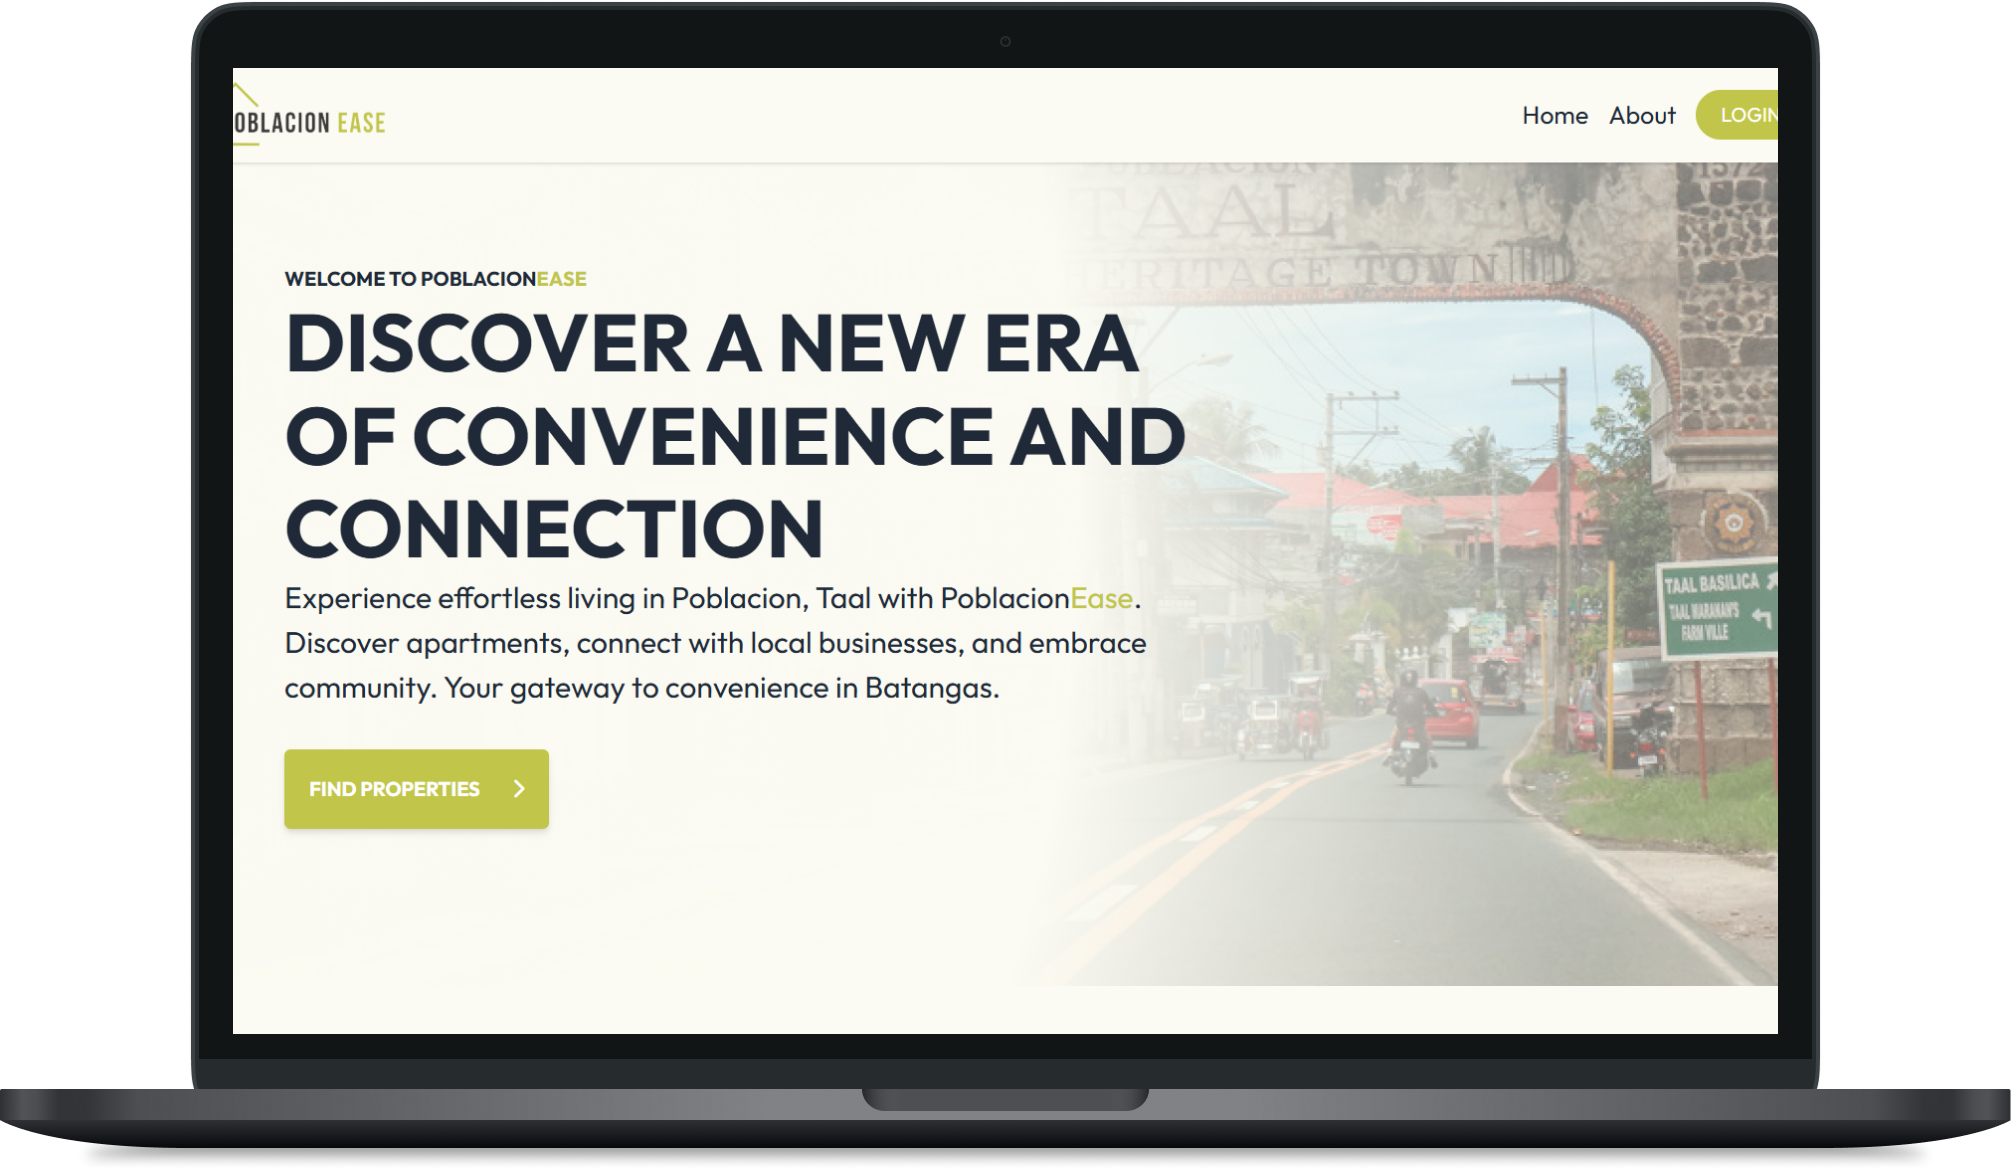 OBLACION EASE
Home About LOGIN
1572
TAAL
HERITAGE TOWN
WELCOME TO POBLACIONEASE
DISCOVER A NEW ERA
OF CONVENIENCE AND
CONNECTION
Experience effortless living in Poblacion, Taal with PoblacionEase.
Discover apartments, connect with local businesses, and embrace
community. Your gateway to convenience in Batangas.
TAAL BASILICA
TAAL MARANAN'S
FARM VILLE
FIND PROPERTIES